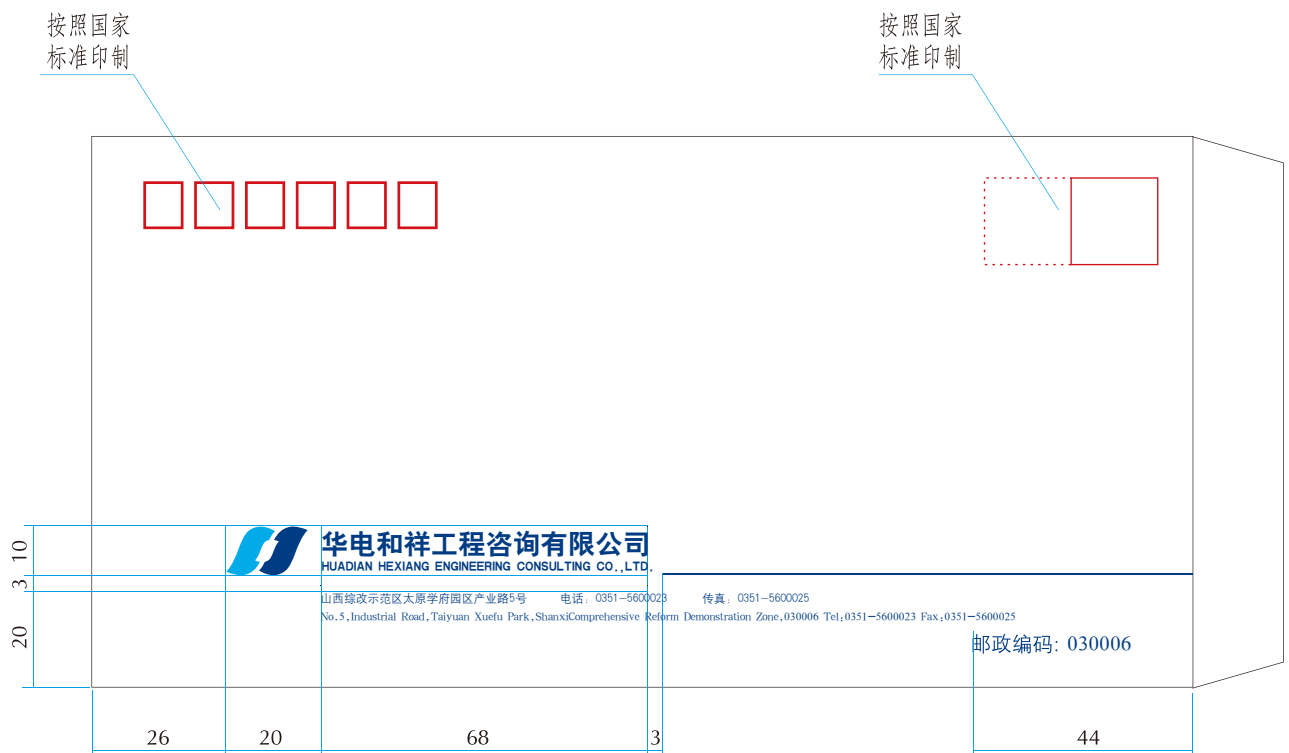 按照国家
标准印制
按照国家
标准印制
华电和祥工程咨询有限公司
HUADIAN HEXIANG ENGINEERING CONSULTING CO.,LTD.
山西综改示范区太原学府园区产业路5号 电话: 0351-5600023 传真: 0351-5600025
No.5,Industrial Road,Taiyuan Xuefu Park,ShanxiComprehensive Reform Demonstration Zone,030006 Tel:0351-5600023 Fax:0351-5600025
邮政编码: 030006
10
3
20
26 20 68 3 44